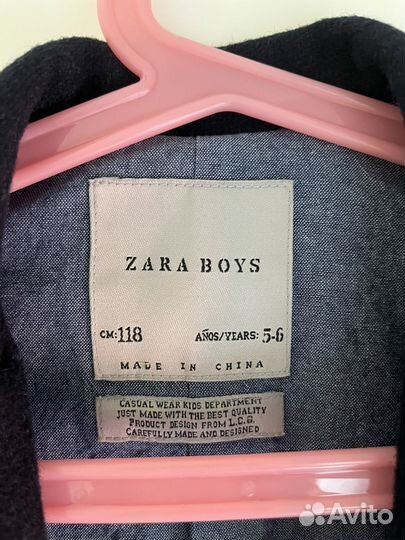 ZARA BOYS
CM: 118 AÑOS/YEARS: 5-6
MADE IN CHINA
CASUAL WEAR KIDS DEPARTMENT
JUST MADE WITH THE BEST QUALITY
PRODUCT DESIGN FROM L.C.G.
CAREFULLY MADE AND DESIGNED
Avito